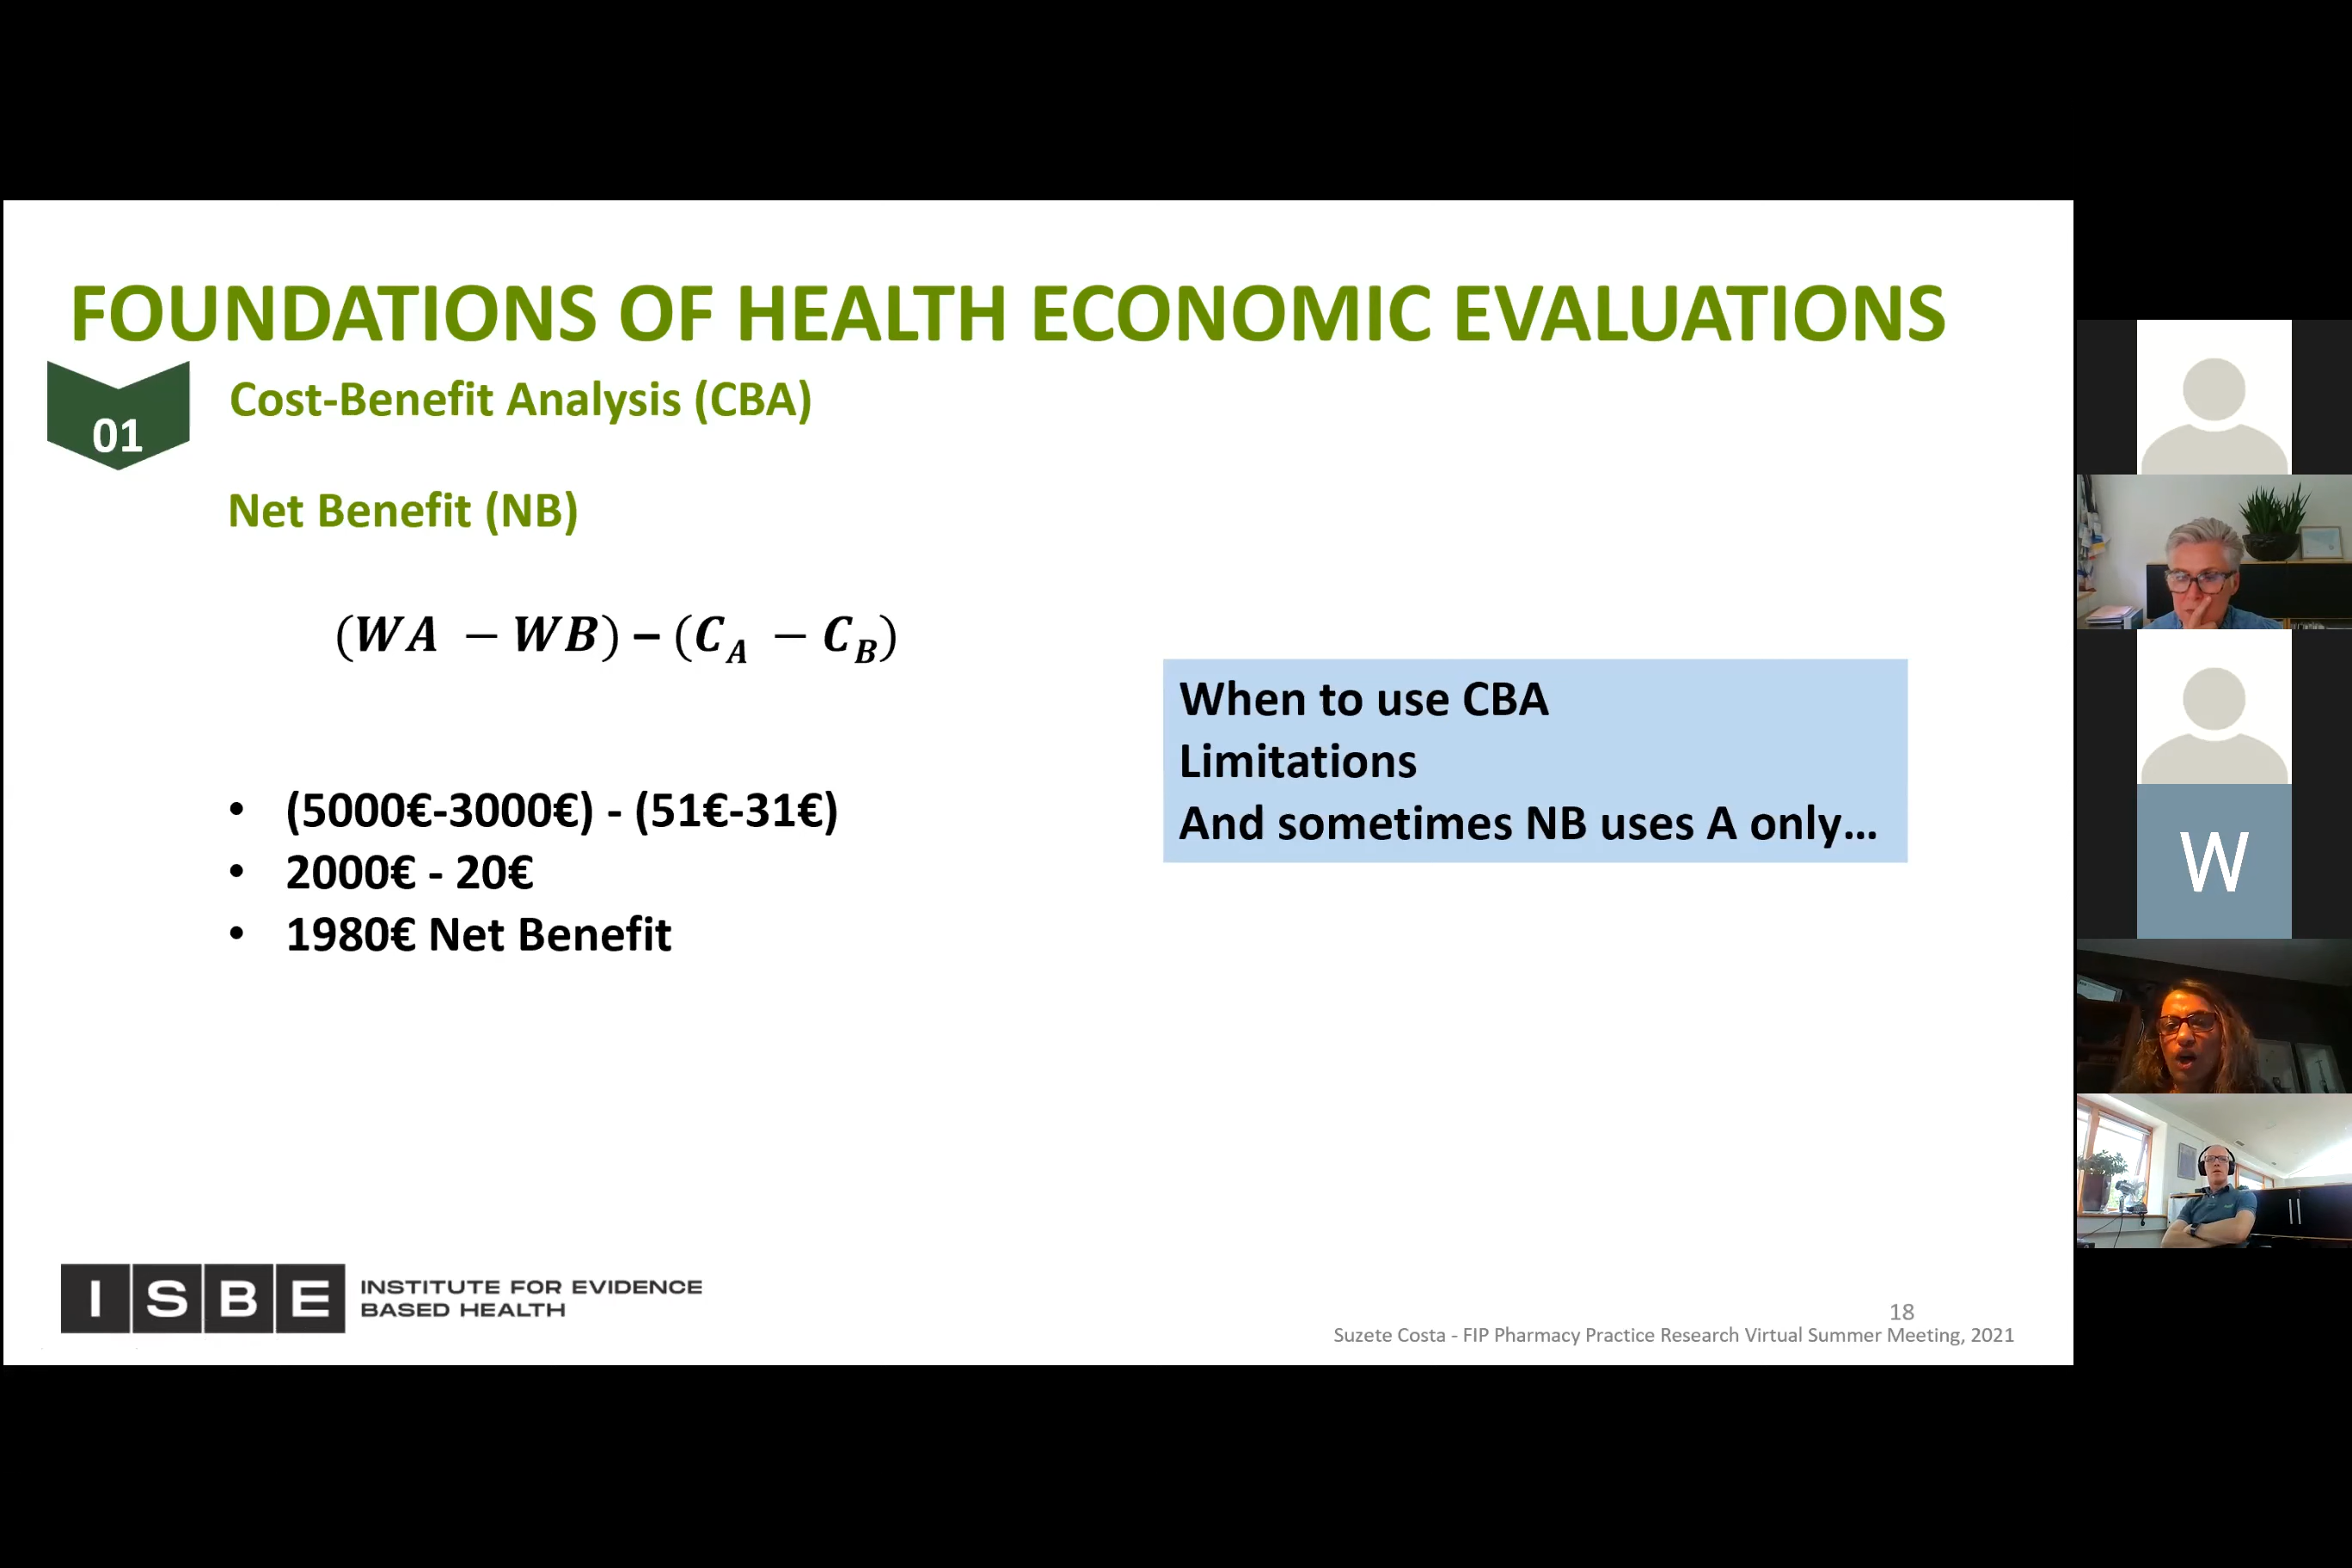 FOUNDATIONS OF HEALTH ECONOMIC EVALUATIONS
01
Cost-Benefit Analysis (CBA)
Net Benefit (NB)
(WA − WB) – (C_A − C_B)
• (5000€-3000€) - (51€-31€)
• 2000€ - 20€
• 1980€ Net Benefit
When to use CBA
Limitations
And sometimes NB uses A only...
W
I S B E
INSTITUTE FOR EVIDENCE
BASED HEALTH
18
Suzete Costa - FIP Pharmacy Practice Research Virtual Summer Meeting, 2021